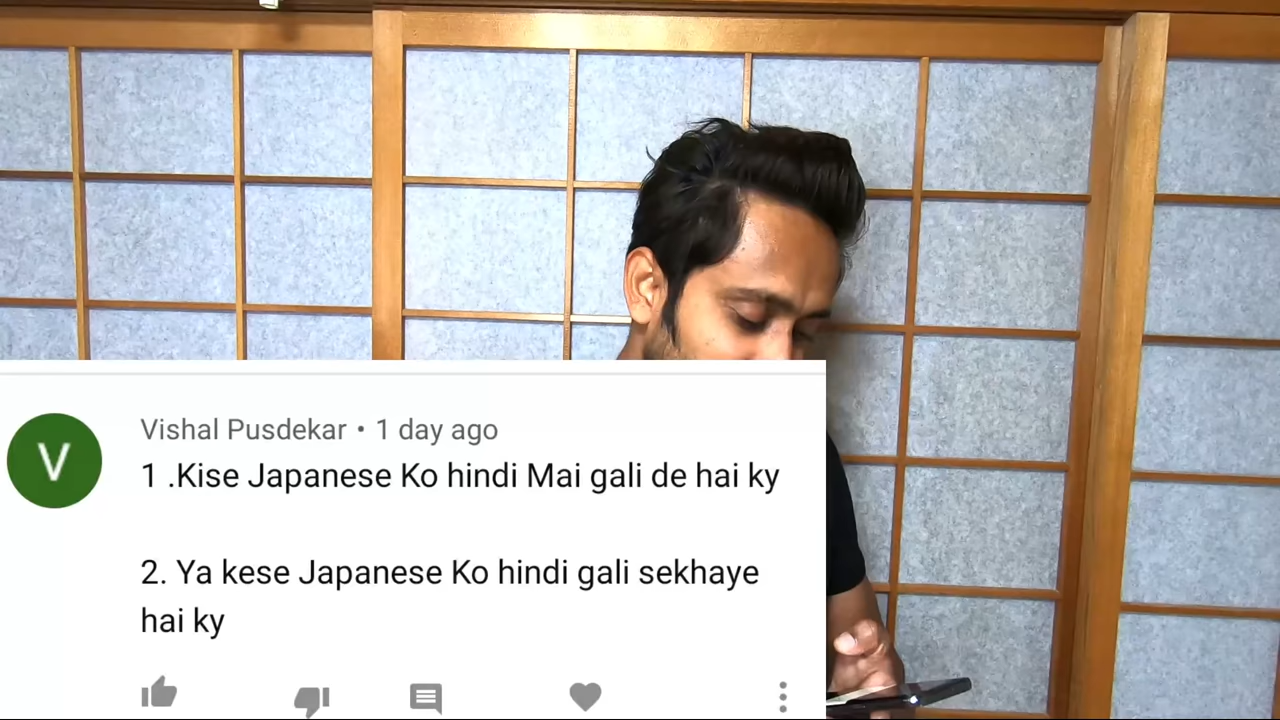 V
Vishal Pusdekar • 1 day ago
1 .Kise Japanese Ko hindi Mai gali de hai ky
2. Ya kese Japanese Ko hindi gali sekhaye
hai ky